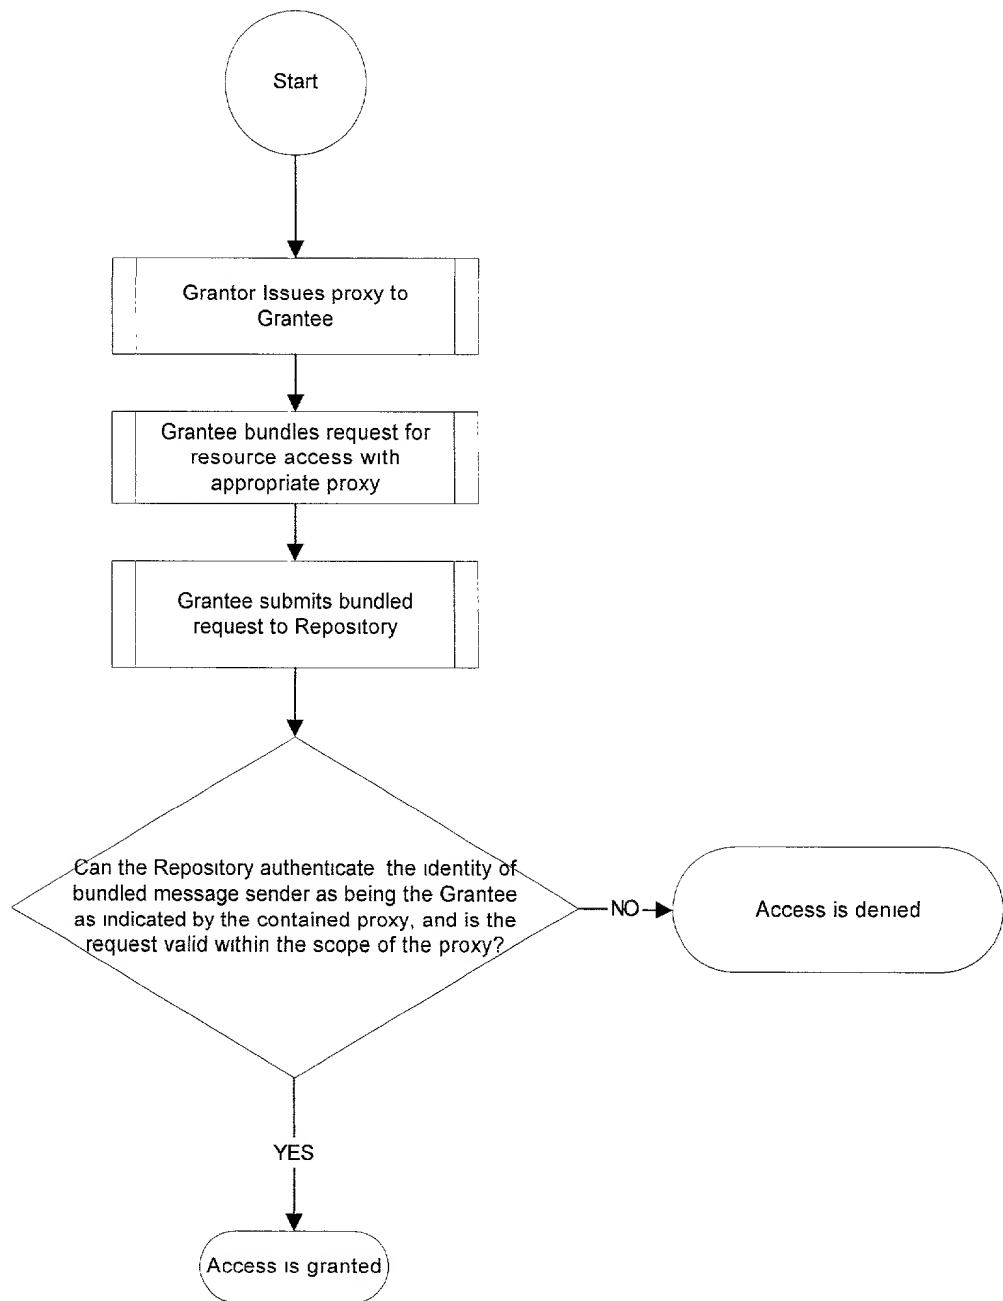 Start
Grantor Issues proxy to
Grantee
Grantee bundles request for
resource access with
appropriate proxy
Grantee submits bundled
request to Repository
Can the Repository authenticate the identity of
bundled message sender as being the Grantee
as indicated by the contained proxy, and is the
request valid within the scope of the proxy?
NO
Access is denied
YES
Access is granted